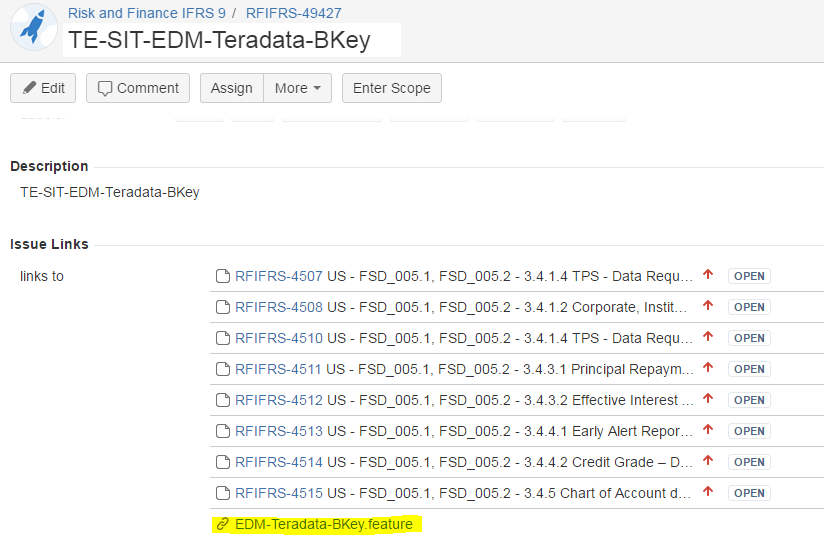 Risk and Finance IFRS 9 / RFIFRS-49427
TE-SIT-EDM-Teradata-BKey
Edit Comment Assign More Enter Scope
Description
TE-SIT-EDM-Teradata-BKey
Issue Links
links to
RFIFRS-4507 US - FSD_005.1, FSD_005.2 - 3.4.1.4 TPS - Data Requ... OPEN
RFIFRS-4508 US - FSD_005.1, FSD_005.2 - 3.4.1.2 Corporate, Instit... OPEN
RFIFRS-4510 US - FSD_005.1, FSD_005.2 - 3.4.1.4 TPS - Data Requ... OPEN
RFIFRS-4511 US - FSD_005.1, FSD_005.2 - 3.4.3.1 Principal Repaym... OPEN
RFIFRS-4512 US - FSD_005.1, FSD_005.2 - 3.4.3.2 Effective Interest ... OPEN
RFIFRS-4513 US - FSD_005.1, FSD_005.2 - 3.4.4.1 Early Alert Repor... OPEN
RFIFRS-4514 US - FSD_005.1, FSD_005.2 - 3.4.4.2 Credit Grade – D... OPEN
RFIFRS-4515 US - FSD_005.1, FSD_005.2 - 3.4.5 Chart of Account d... OPEN
EDM-Teradata-BKey.feature